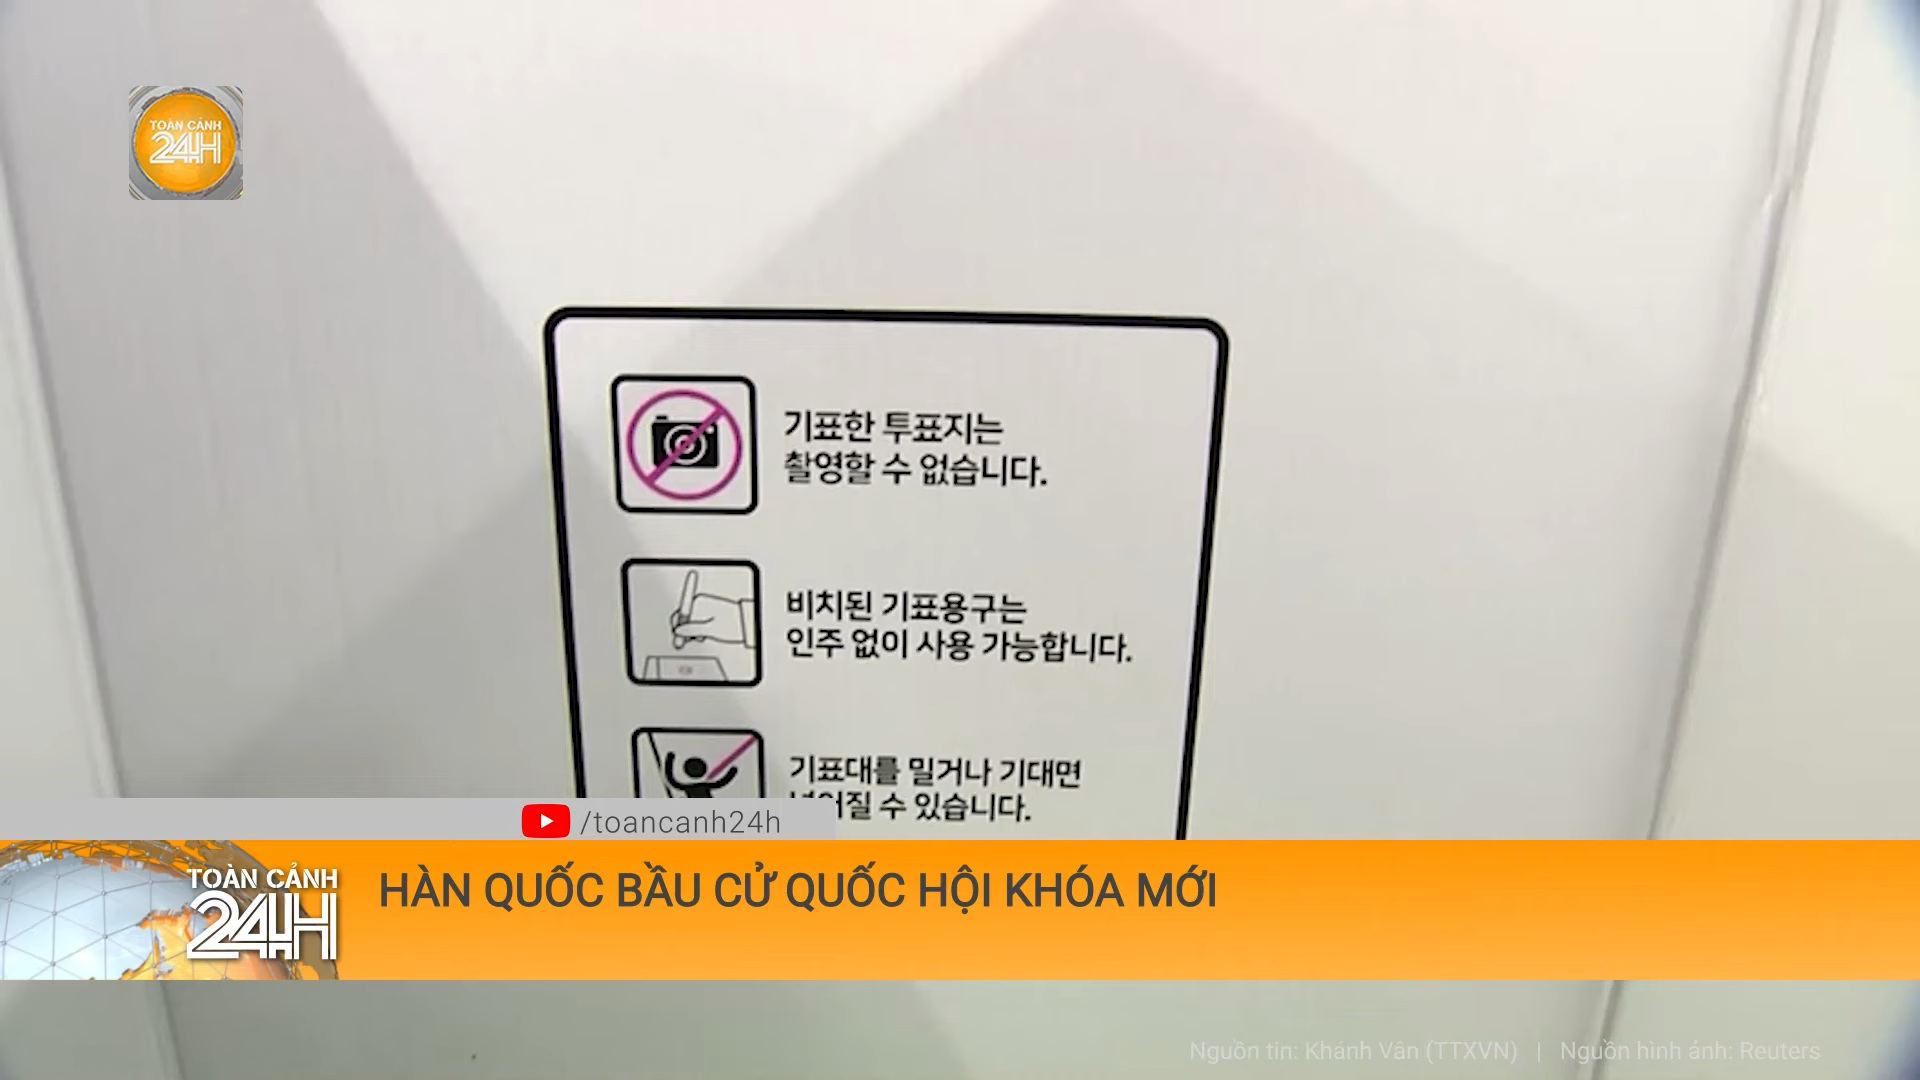 TOÀN CẢNH
24H
기표한 투표지는
촬영할 수 없습니다.
비치된 기표용구는
인주 없이 사용 가능합니다.
기표대를 밀거나 기대면
수 있습니다.
/toancanh24h
TOÀN CẢNH
24H
HÀN QUỐC BẦU CỬ QUỐC HỘI KHÓA MỚI
Nguồn tin: Khánh Vân (TTXVN) | Nguồn hình ảnh: Reuters